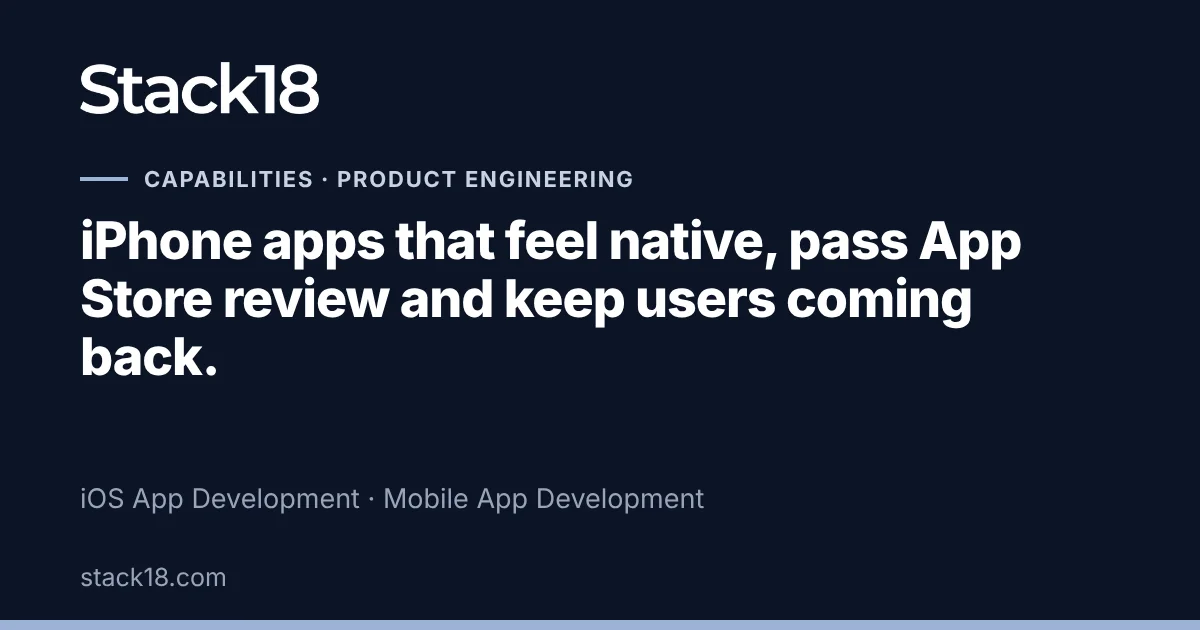 Stack18
CAPABILITIES · PRODUCT ENGINEERING
iPhone apps that feel native, pass App
Store review and keep users coming
back.
iOS App Development · Mobile App Development
stack18.com